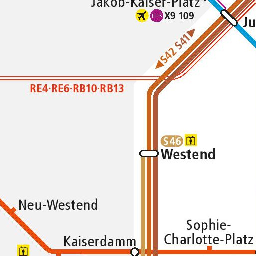 Jakob-Kaiser-Platz
X9 109
Ju
S42 S41
RE4·RE6·RB10·RB13
S46
Westend
Neu-Westend
Sophie-
Charlotte-Platz
Kaiserdamm